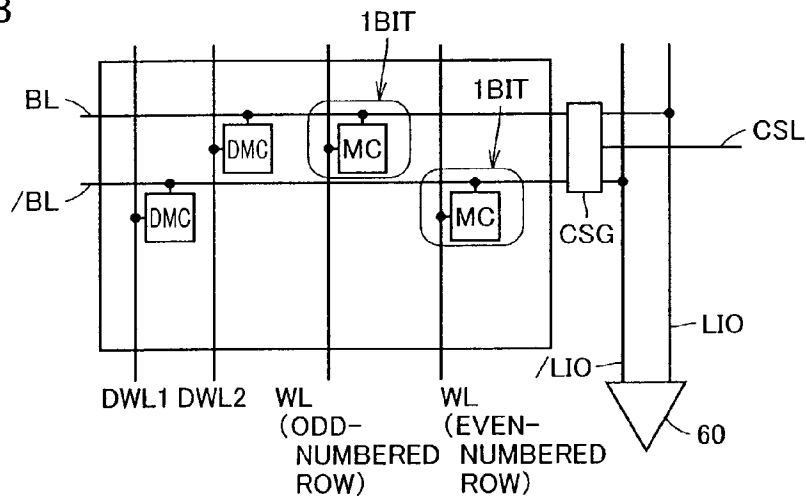 B
1BIT
1BIT
BL
DMC
MC
CSL
/BL
DMC
MC
CSG
LIO
/LIO
DWL1 DWL2 WL
(ODD-
NUMBERED
ROW)
WL
(EVEN-
NUMBERED
ROW)
60